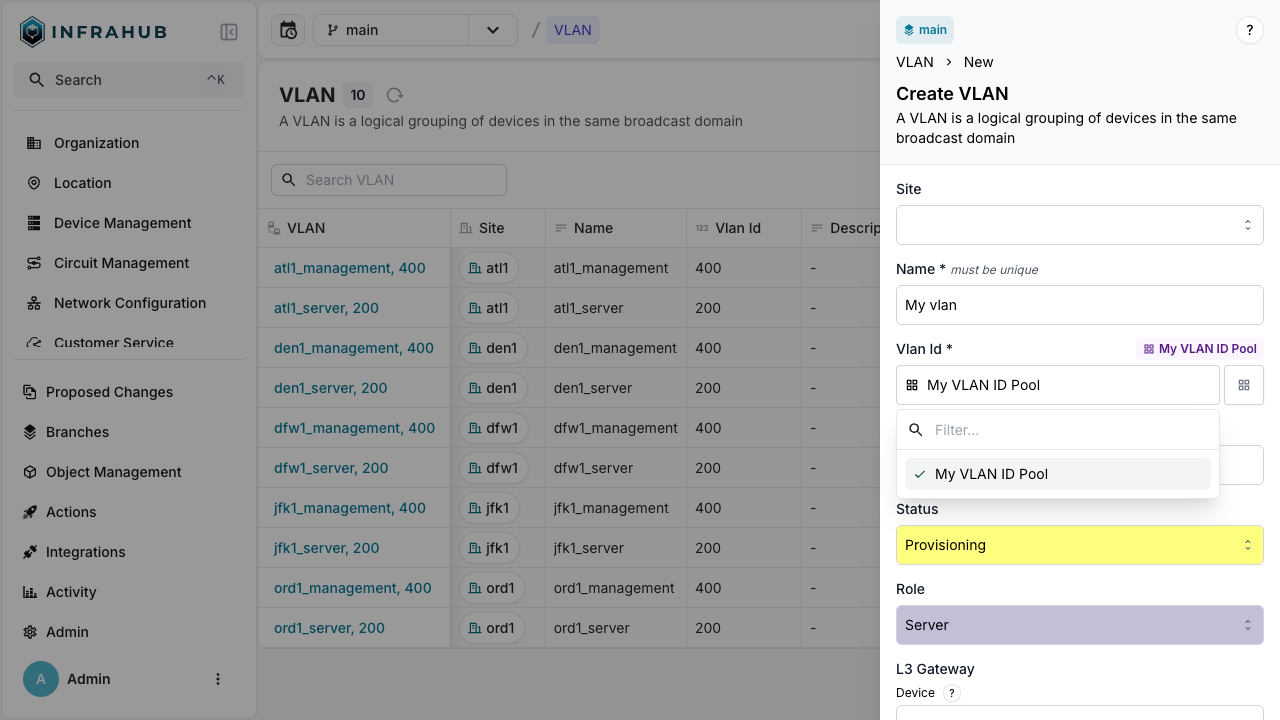 INFRAHUB
Search ^K
Organization
Location
Device Management
Circuit Management
Network Configuration
Customer Service
Proposed Changes
Branches
Object Management
Actions
Integrations
Activity
Admin
A Admin
main / VLAN
VLAN 10
A VLAN is a logical grouping of devices in the same broadcast domain
Search VLAN
VLAN Site Name 123 Vlan Id Descrip
atl1_management, 400 atl1 atl1_management 400 -
atl1_server, 200 atl1 atl1_server 200 -
den1_management, 400 den1 den1_management 400 -
den1_server, 200 den1 den1_server 200 -
dfw1_management, 400 dfw1 dfw1_management 400 -
dfw1_server, 200 dfw1 dfw1_server 200 -
jfk1_management, 400 jfk1 jfk1_management 400 -
jfk1_server, 200 jfk1 jfk1_server 200 -
ord1_management, 400 ord1 ord1_management 400 -
ord1_server, 200 ord1 ord1_server 200 -
main ?
VLAN > New
Create VLAN
A VLAN is a logical grouping of devices in the same
broadcast domain
Site
Name * must be unique
My vlan
Vlan Id * My VLAN ID Pool
My VLAN ID Pool
Filter...
My VLAN ID Pool
Status
Provisioning
Role
Server
L3 Gateway
Device ?